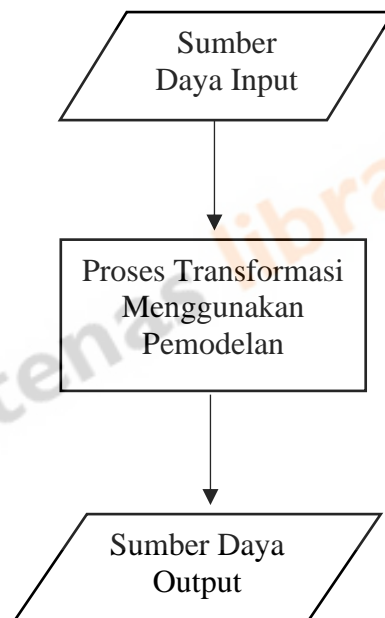 Sumber
Daya Input
Proses Transformasi
Menggunakan
Pemodelan
Sumber Daya
Output